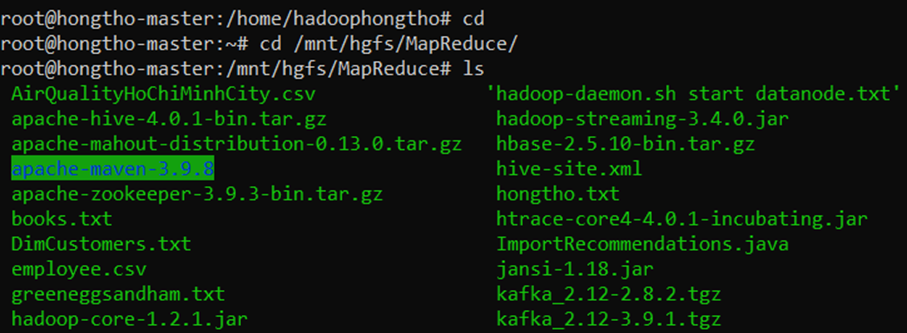 root@hongtho-master:/home/hadoophongtho# cd
root@hongtho-master:~# cd /mnt/hgfs/MapReduce/
root@hongtho-master:/mnt/hgfs/MapReduce# ls
AirQualityHoChiMinhCity.csv 'hadoop-daemon.sh start datanode.txt'
apache-hive-4.0.1-bin.tar.gz hadoop-streaming-3.4.0.jar
apache-mahout-distribution-0.13.0.tar.gz hbase-2.5.10-bin.tar.gz
apache-maven-3.9.8 hive-site.xml
apache-zookeeper-3.9.3-bin.tar.gz hongtho.txt
books.txt htrace-core4-4.0.1-incubating.jar
DimCustomers.txt ImportRecommendations.java
employee.csv jansi-1.18.jar
greeneggsandham.txt kafka_2.12-2.8.2.tgz
hadoop-core-1.2.1.jar kafka_2.12-3.9.1.tgz